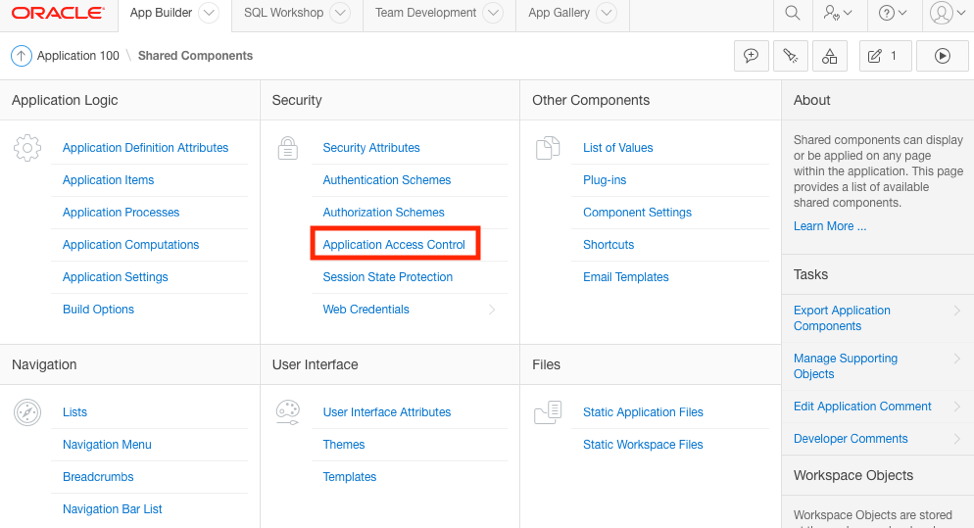 ORACLE
App Builder
SQL Workshop
Team Development
App Gallery
Application 100 \ Shared Components
1
Application Logic
Application Definition Attributes
Application Items
Application Processes
Application Computations
Application Settings
Build Options
Security
Security Attributes
Authentication Schemes
Authorization Schemes
Application Access Control
Session State Protection
Web Credentials
Other Components
List of Values
Plug-ins
Component Settings
Shortcuts
Email Templates
Navigation
Lists
Navigation Menu
Breadcrumbs
Navigation Bar List
User Interface
User Interface Attributes
Themes
Templates
Files
Static Application Files
Static Workspace Files
About
Shared components can display
or be applied on any page
within the application. This page
provides a list of available
shared components.
Learn More ...
Tasks
Export Application
Components
Manage Supporting
Objects
Edit Application Comment
Developer Comments
Workspace Objects
Workspace Objects are stored